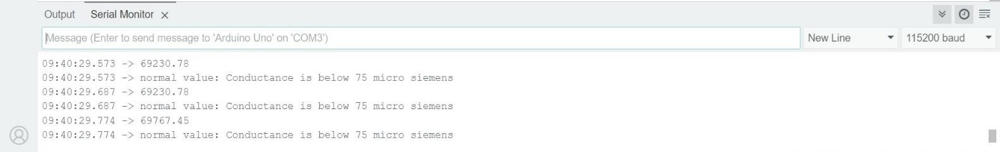 Output Serial Monitor
Message (Enter to send message to 'Arduino Uno' on 'COM3') New Line 115200 baud
09:40:29.573 -> 69230.78
09:40:29.573 -> normal value: Conductance is below 75 micro siemens
09:40:29.687 -> 69230.78
09:40:29.687 -> normal value: Conductance is below 75 micro siemens
09:40:29.774 -> 69767.45
09:40:29.774 -> normal value: Conductance is below 75 micro siemens